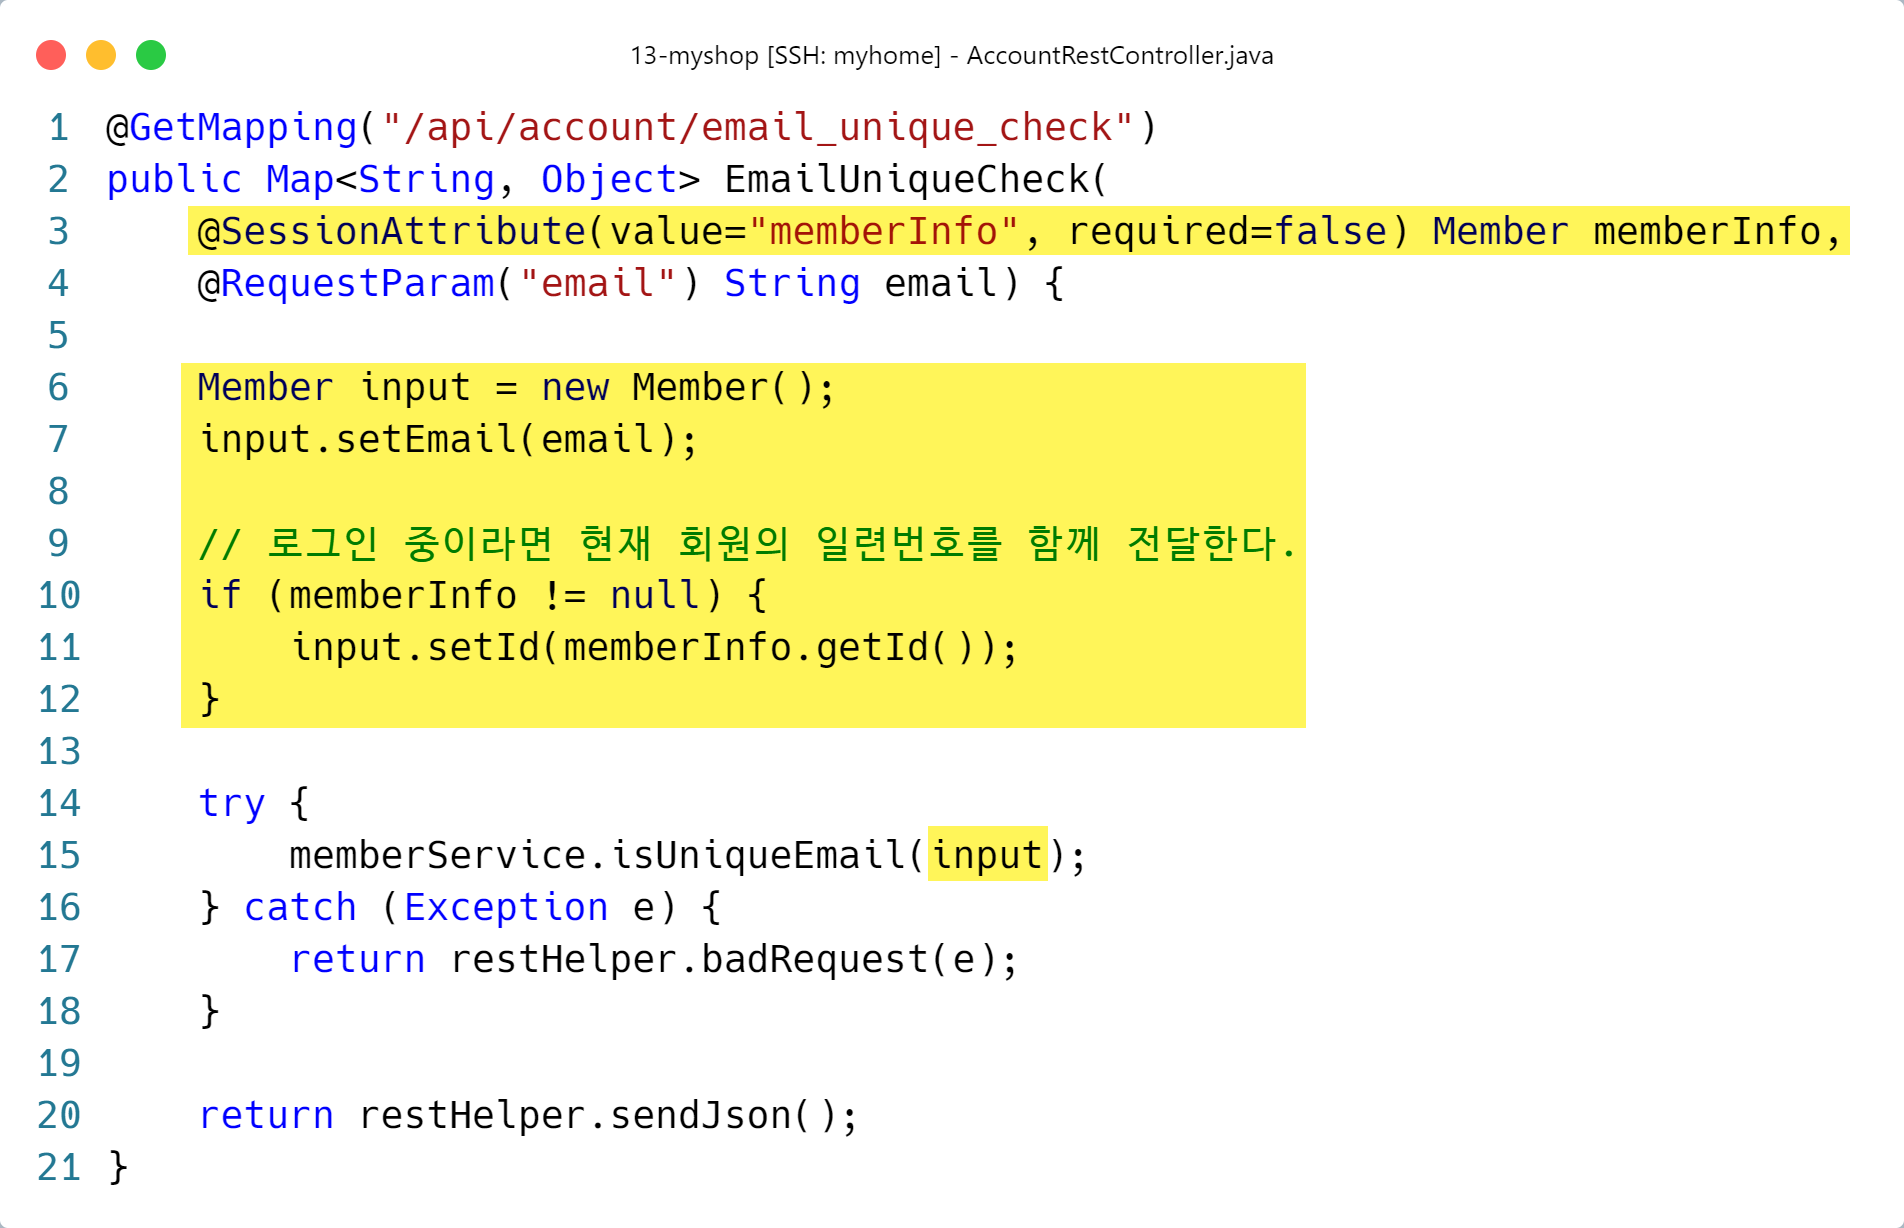 13-myshop [SSH: myhome] - AccountRestController.java
1 @GetMapping("/api/account/email_unique_check")
2 public Map<String, Object> EmailUniqueCheck(
3     @SessionAttribute(value="memberInfo", required=false) Member memberInfo,
4     @RequestParam("email") String email) {
5
6     Member input = new Member();
7     input.setEmail(email);
8
9     // 로그인 중이라면 현재 회원의 일련번호를 함께 전달한다.
10     if (memberInfo != null) {
11         input.setId(memberInfo.getId());
12     }
13
14     try {
15         memberService.isUniqueEmail(input);
16     } catch (Exception e) {
17         return restHelper.badRequest(e);
18     }
19
20     return restHelper.sendJson();
21 }